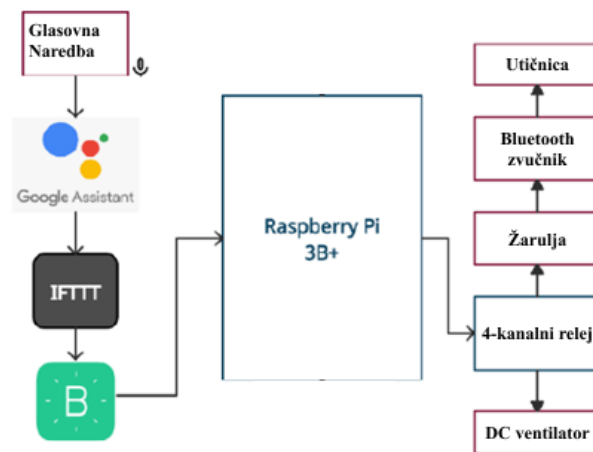 Glasovna
Naredba
Google Assistant
IFTTT
B
Raspberry Pi
3B+
Utičnica
Bluetooth
zvučnik
Žarulja
4-kanalni relej
DC ventilator